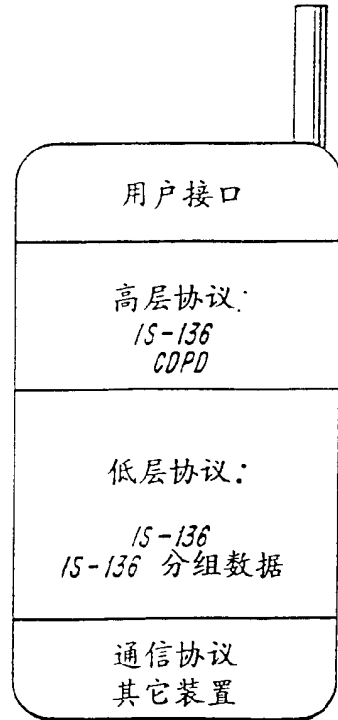 用户接口
高层协议:
IS-136
CDPD
低层协议:
IS-136
IS-136 分组数据
通信协议
其它装置